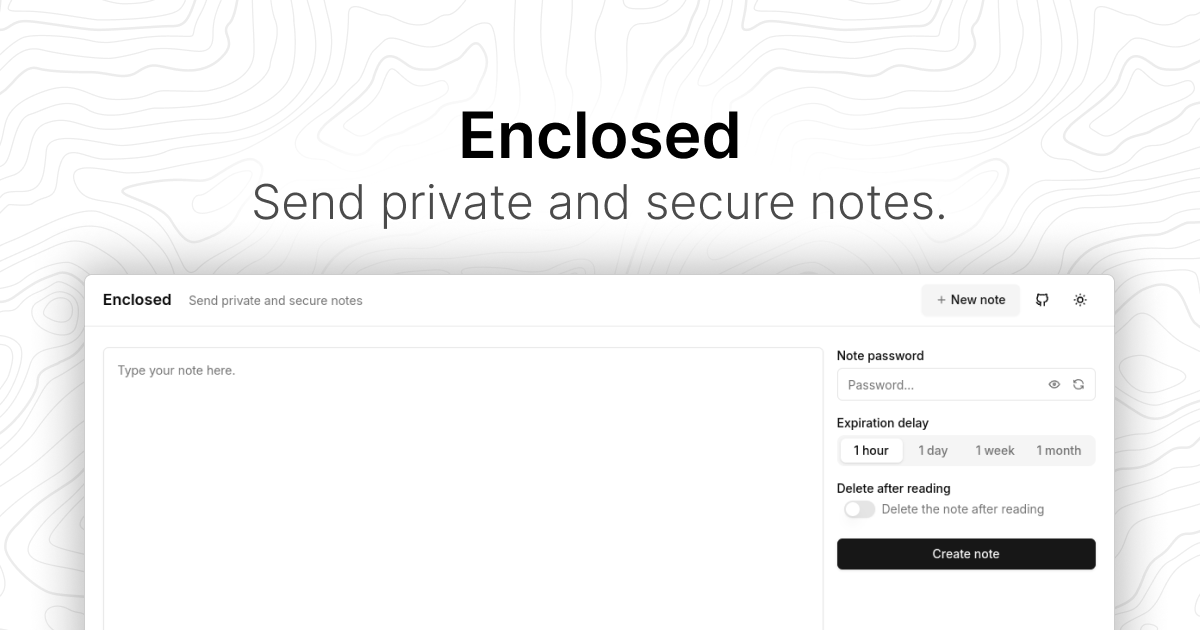 Enclosed
Send private and secure notes.
Enclosed Send private and secure notes
+ New note
Type your note here.
Note password
Password...
Expiration delay
1 hour 1 day 1 week 1 month
Delete after reading
Delete the note after reading
Create note